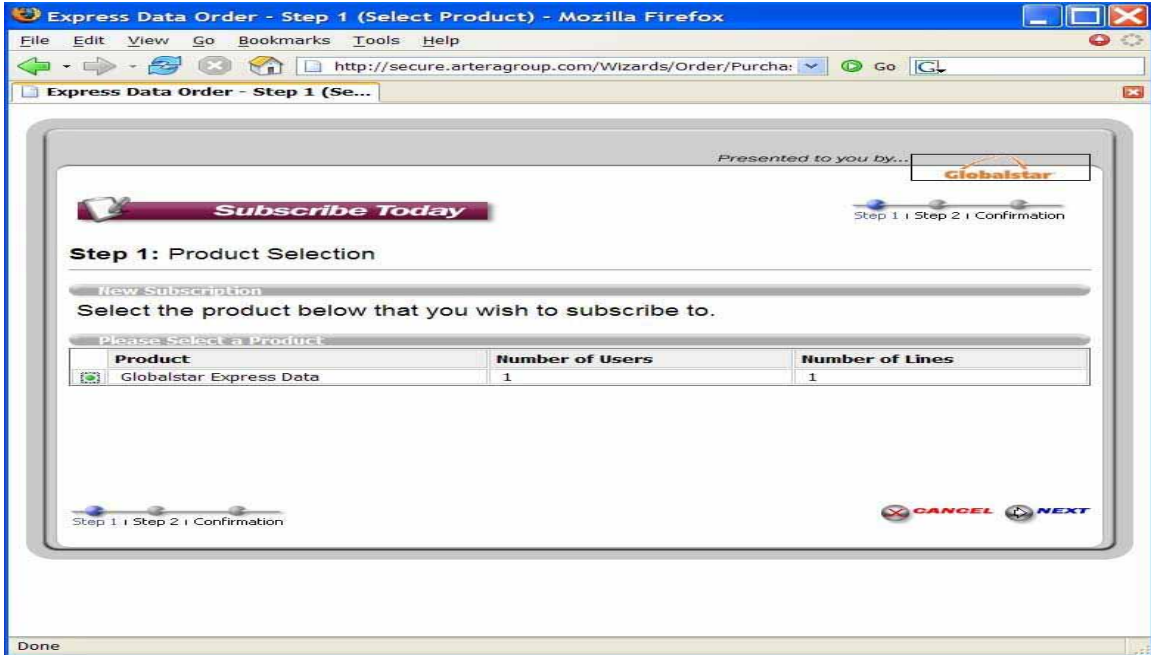 Express Data Order - Step 1 (Select Product) - Mozilla Firefox
File Edit View Go Bookmarks Tools Help
http://secure.arteragroup.com/Wizards/Order/Purcha: Go G
Express Data Order - Step 1 (Se...
Presented to you by...
Globalstar
Subscribe Today
Step 1 | Step 2 | Confirmation
Step 1: Product Selection
New Subscription
Select the product below that you wish to subscribe to.
Please Select a Product
Product Number of Users Number of Lines
Globalstar Express Data 1 1
Step 1 | Step 2 | Confirmation
CANCEL NEXT
Done